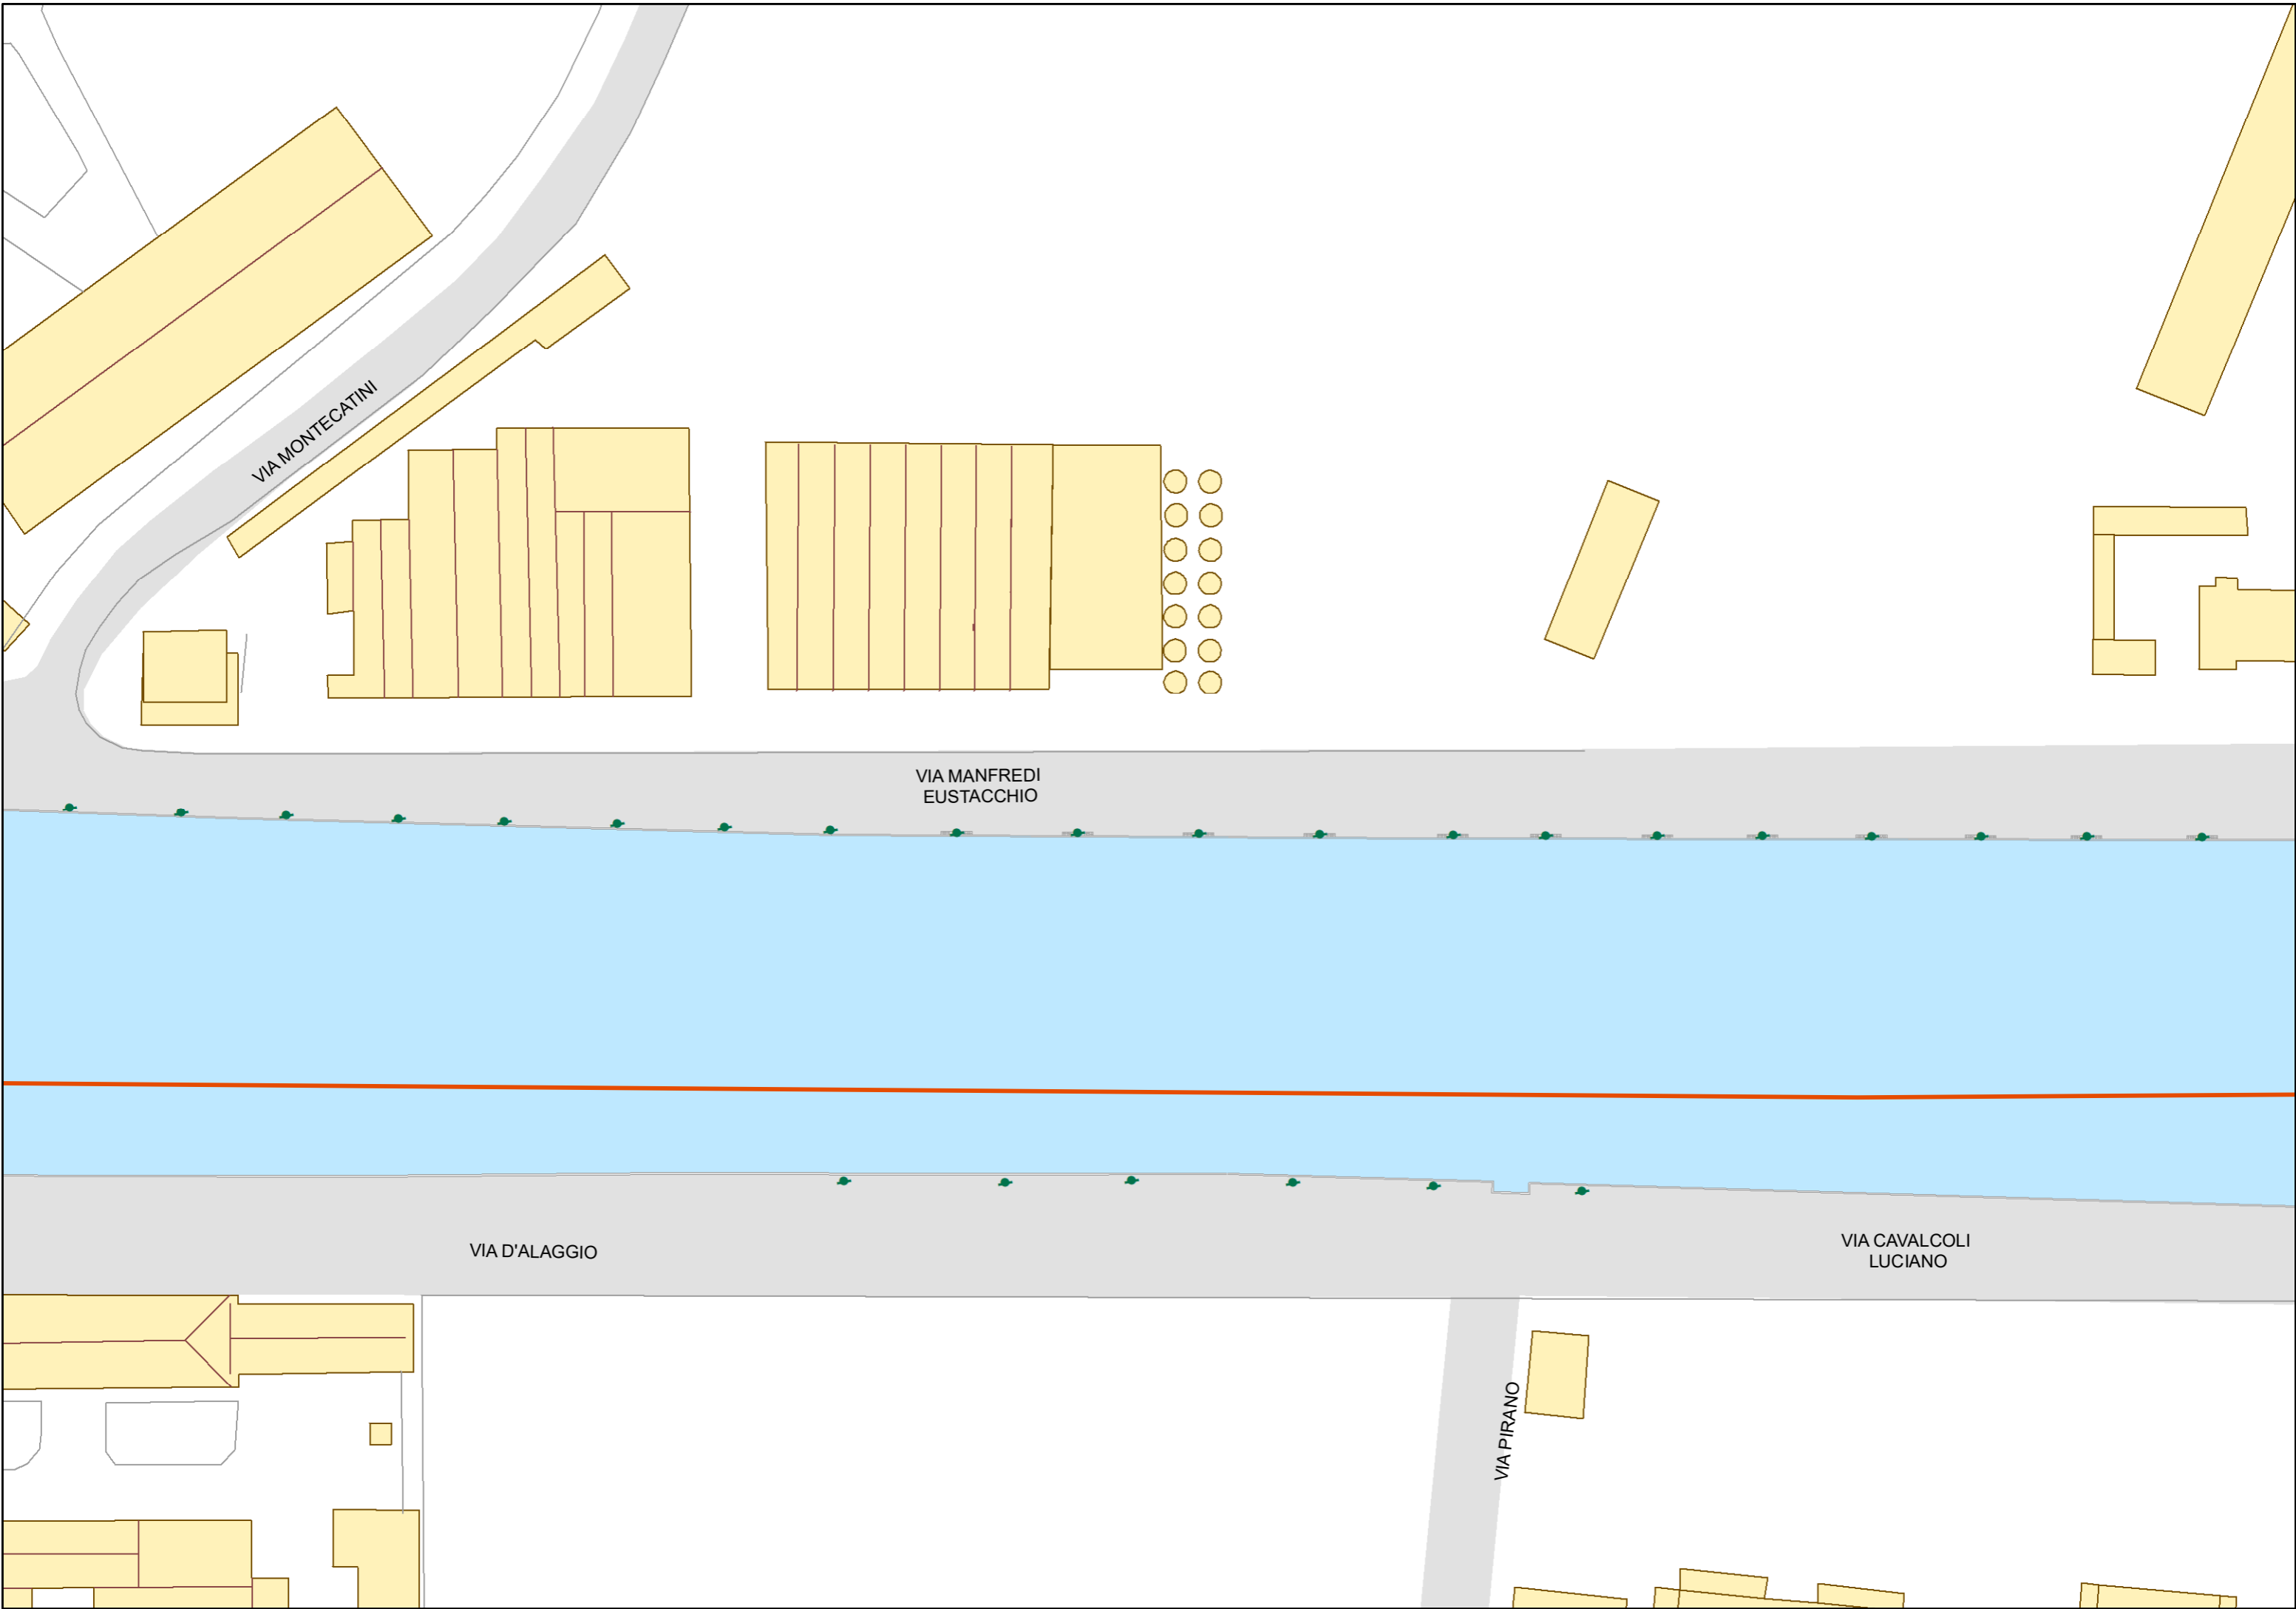 VIA MONTECATINI
VIA MANFREDI
EUSTACCHIO
VIA D'ALAGGIO
VIA CAVALCOLI
LUCIANO
VIA PIRANO